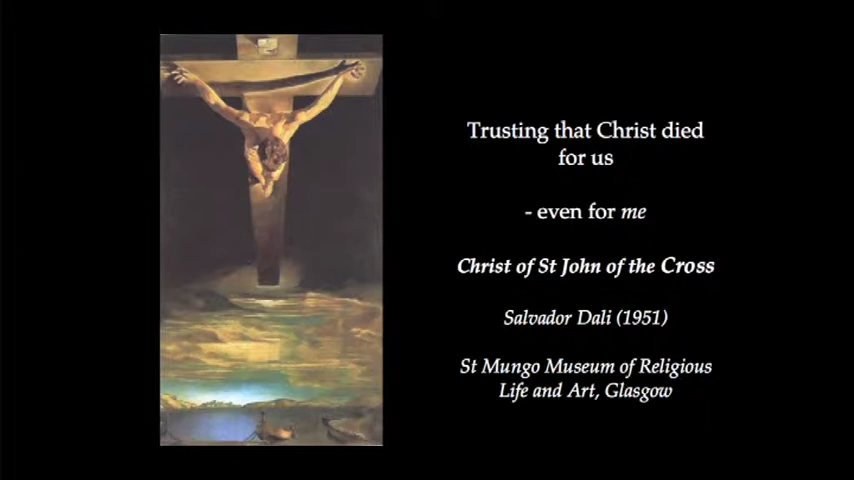 Trusting that Christ died
for us
- even for me
Christ of St John of the Cross
Salvador Dali (1951)
St Mungo Museum of Religious
Life and Art, Glasgow